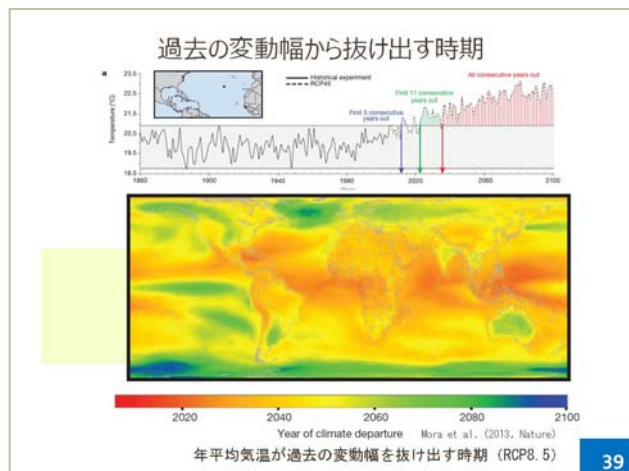 過去の変動幅から抜け出す時期
a
Historical experiment
RCP45
All consecutive years out
First 11 consecutive
years out
First 3 consecutive
years out
Temperature (°C)
23.5
22.5
21.5
20.5
19.5
18.5
1860 1900 1940 1980 2020 2060 2100
2020 2040 2060 2080 2100
Year of climate departure Mora et al. (2013, Nature)
年平均気温が過去の変動幅を抜け出す時期 (RCP8.5)
39